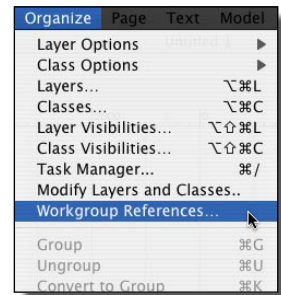 Organize Page Text Model
Layer Options ▶
Class Options ▶
Layers... ⌥⌘L
Classes... ⌥⌘C
Layer Visibilities... ⌥⇧⌘L
Class Visibilities... ⌥⇧⌘C
Task Manager... ⌘/
Modify Layers and Classes..
Workgroup References...
Group ⌘G
Ungroup ⌘U
Convert to Group ⌘K